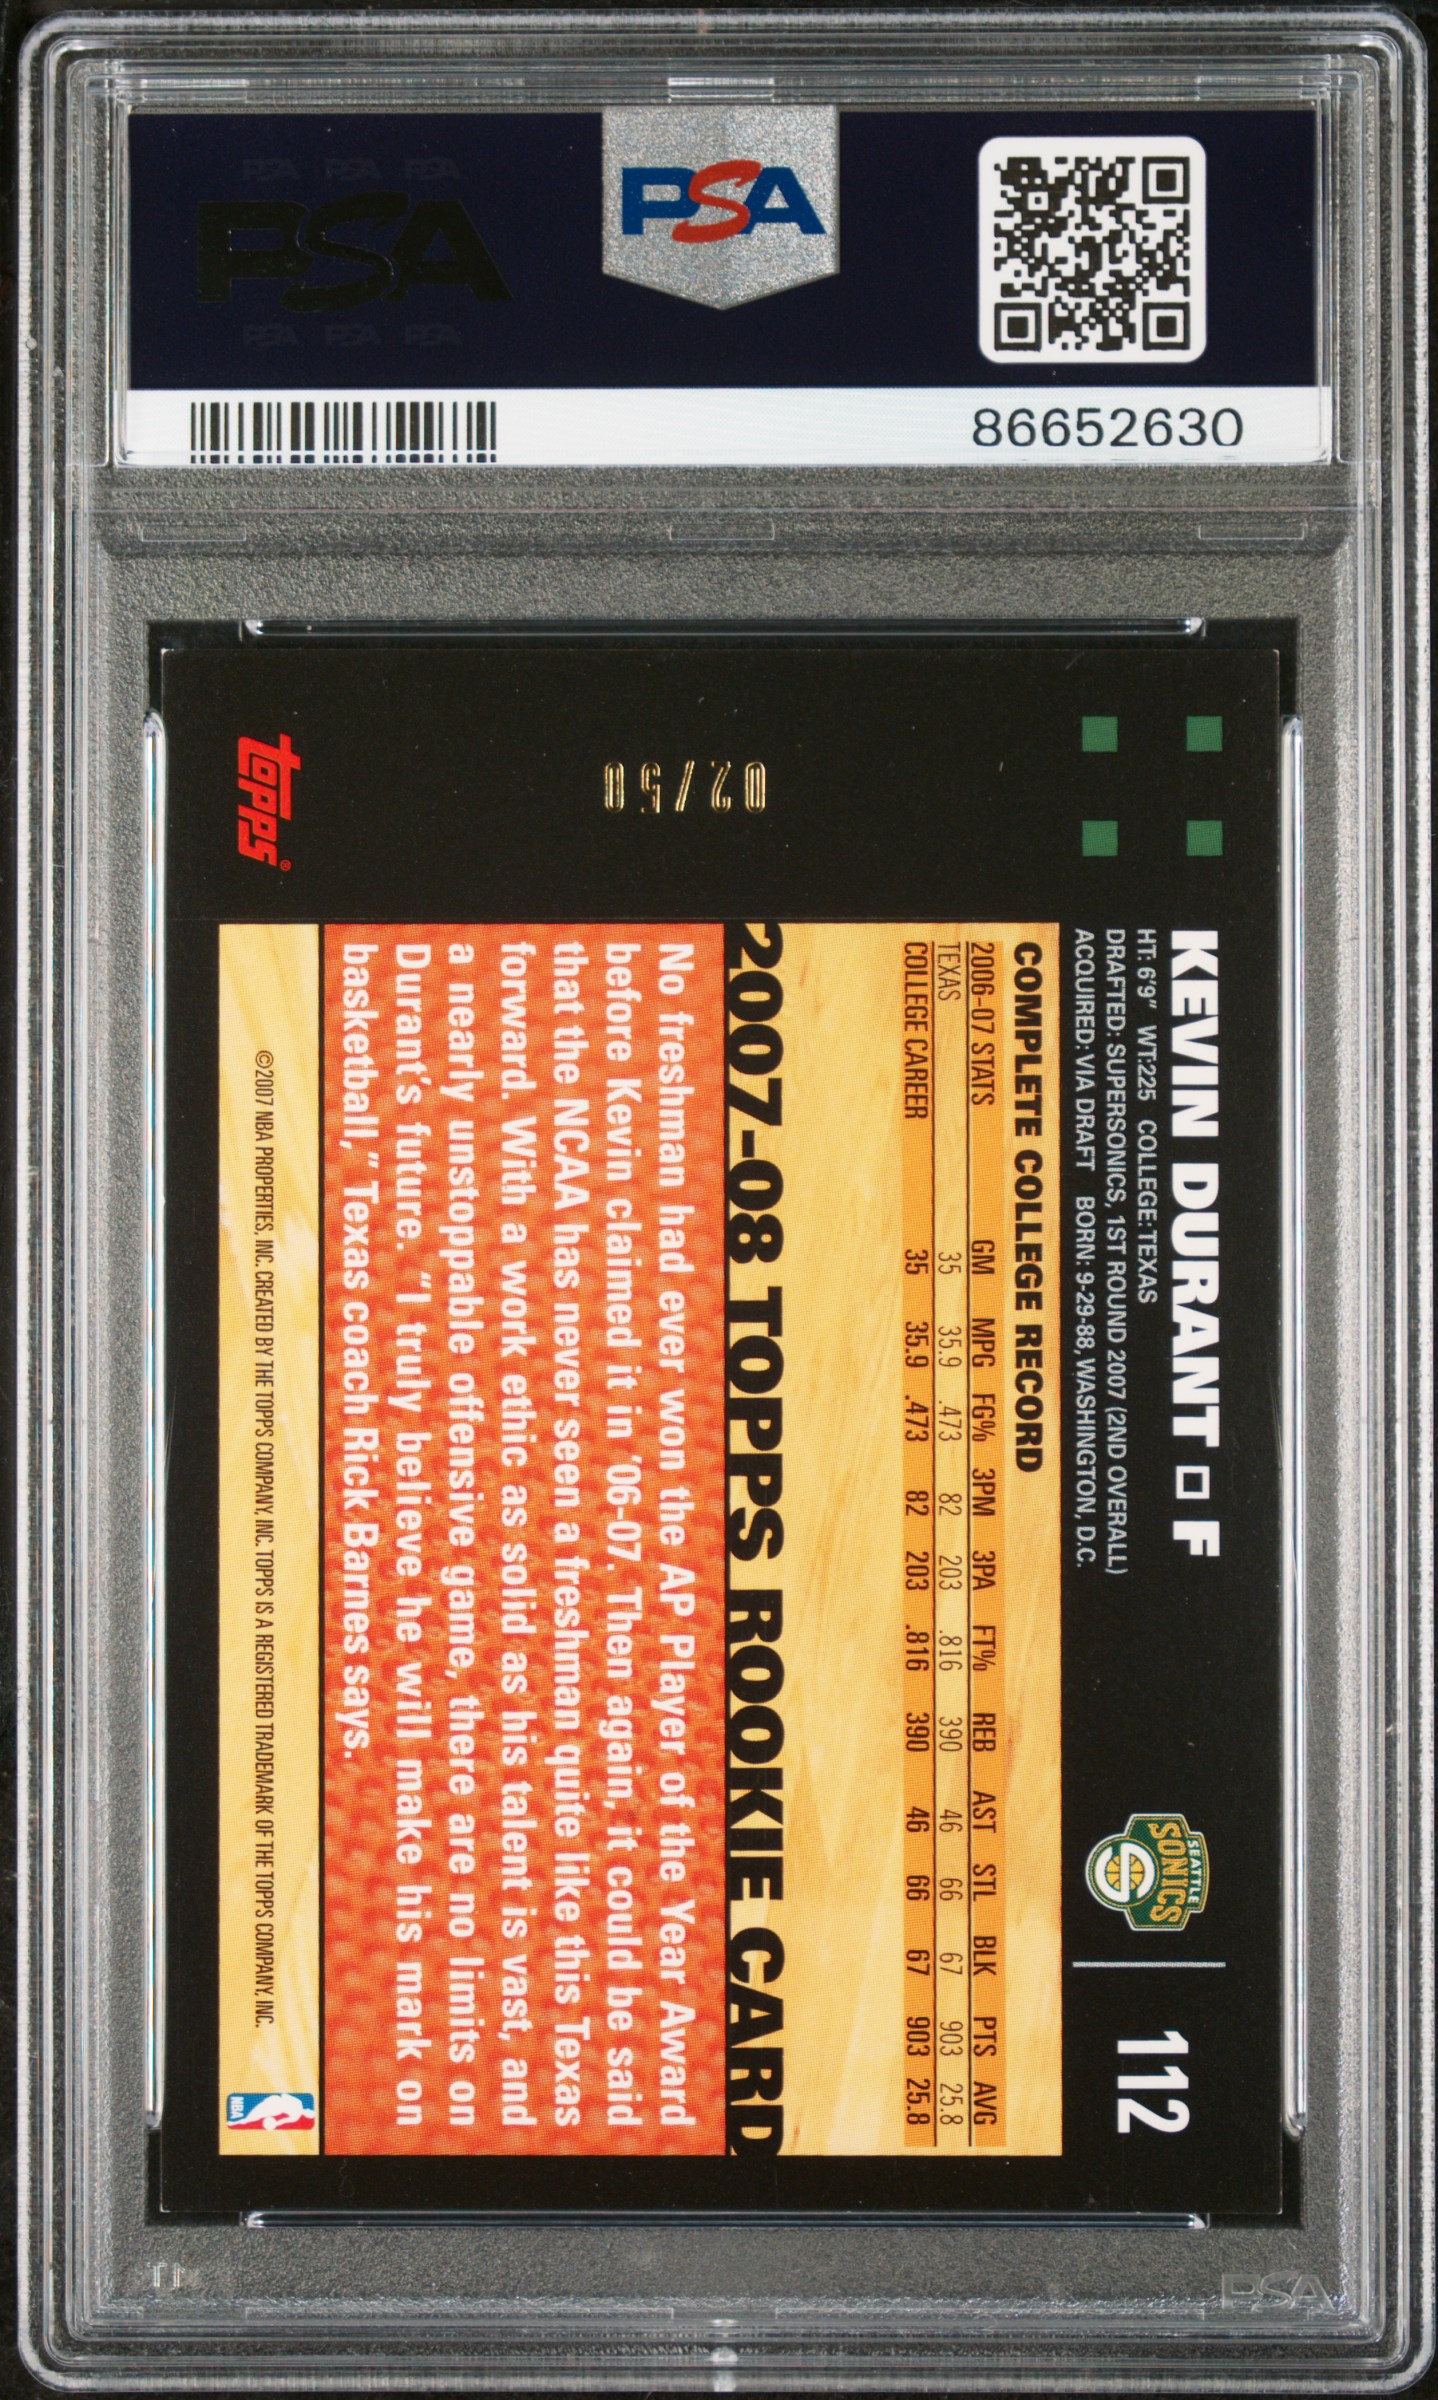 PSA PSA PSA
PSA
PSA PSA PSA
PSA
86652630
KEVIN DURANT □ F
HT: 6'9" WT:225 COLLEGE: TEXAS
DRAFTED: SUPERSONICS, 1ST ROUND 2007 (2ND OVERALL)
ACQUIRED: VIA DRAFT BORN: 9-29-88, WASHINGTON, D.C.
SEATTLE
SONICS
112
COMPLETE COLLEGE RECORD
2006-07 STATS GM MPG FG% 3PM 3PA FT% REB AST STL BLK PTS AVG
TEXAS 35 35.9 .473 82 203 .816 390 46 66 67 903 25.8
COLLEGE CAREER 35 35.9 .473 82 203 .816 390 46 66 67 903 25.8
02/50
2007-08 TOPPS ROOKIE CARD
No freshman had ever won the AP Player of the Year Award
before Kevin claimed it in '06-07. Then again, it could be said
that the NCAA has never seen a freshman quite like this Texas
forward. With a work ethic as solid as his talent is vast, and
a nearly unstoppable offensive game, there are no limits on
Durant's future. "I truly believe he will make his mark on
basketball," Texas coach Rick Barnes says.
topps®
©2007 NBA PROPERTIES, INC. CREATED BY THE TOPPS COMPANY, INC. TOPPS IS A REGISTERED TRADEMARK OF THE TOPPS COMPANY, INC.
NBA
PSA